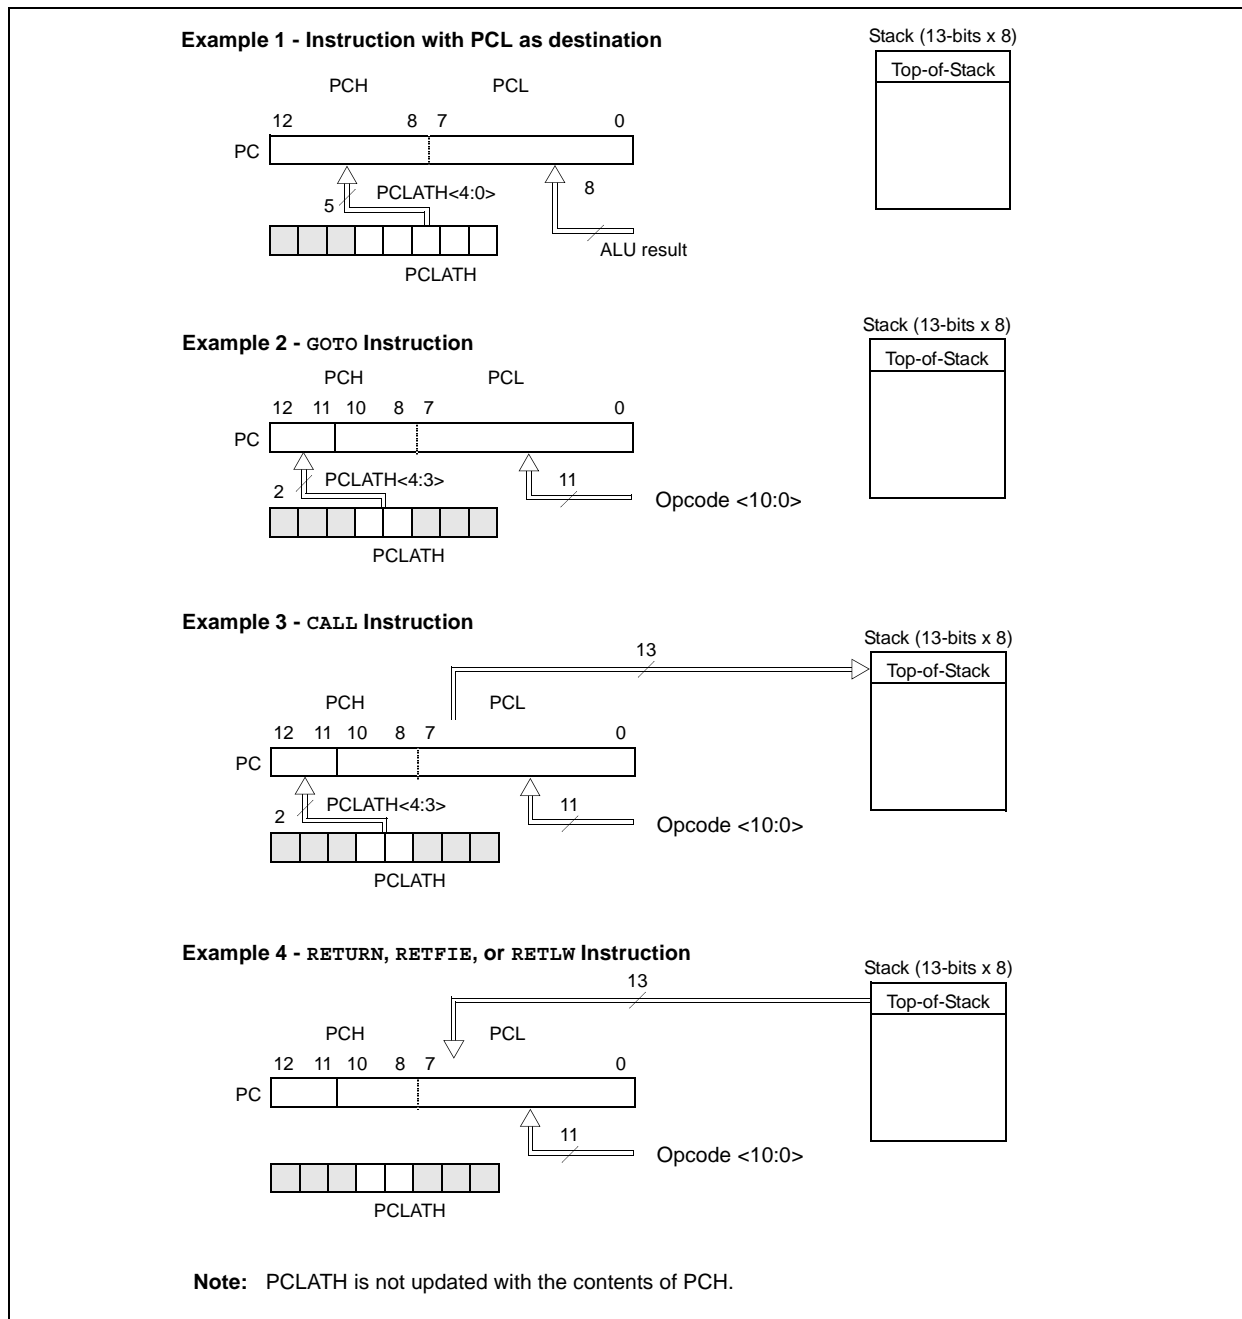 Example 1 - Instruction with PCL as destination
Stack (13-bits x 8)
Top-of-Stack
PCH PCL
12 8 7 0
PC
5 PCLATH<4:0> 8
ALU result
PCLATH
Example 2 - GOTO Instruction
Stack (13-bits x 8)
Top-of-Stack
PCH PCL
12 11 10 8 7 0
PC
2 PCLATH<4:3> 11
Opcode <10:0>
PCLATH
Example 3 - CALL Instruction
Stack (13-bits x 8)
13
Top-of-Stack
PCH PCL
12 11 10 8 7 0
PC
2 PCLATH<4:3> 11
Opcode <10:0>
PCLATH
Example 4 - RETURN, RETFIE, or RETLW Instruction
Stack (13-bits x 8)
13
Top-of-Stack
PCH PCL
12 11 10 8 7 0
PC
11
Opcode <10:0>
PCLATH
Note: PCLATH is not updated with the contents of PCH.